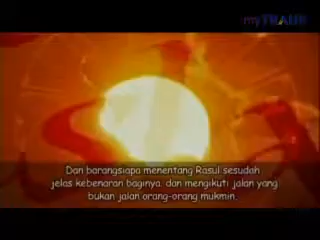 Dan barangsiapa menentang Rasul sesudah
jelas kebenaran baginya, dan mengikuti jalan yang
bukan jalan orang-orang mukmin,